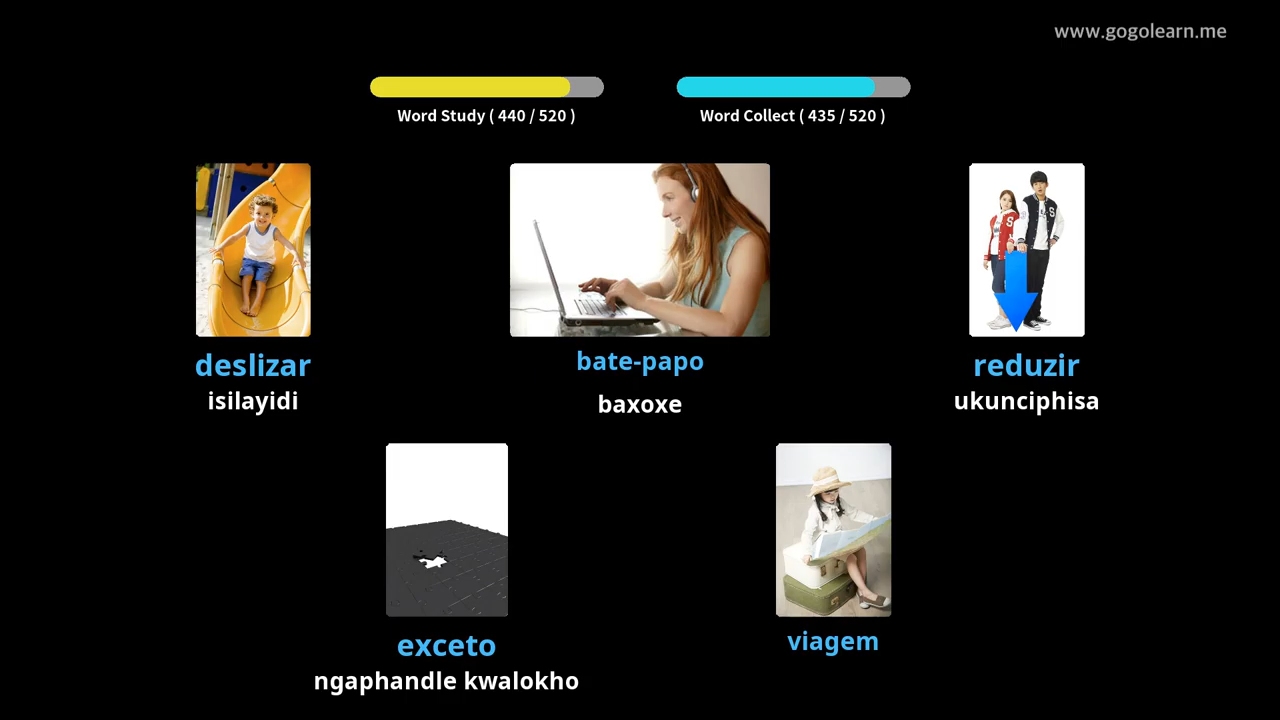 www.gogolearn.me
Word Study ( 440 / 520 )
Word Collect ( 435 / 520 )
deslizar
isilayidi
bate-papo
baxoxe
reduzir
ukunciphisa
exceto
ngaphandle kwalokho
viagem